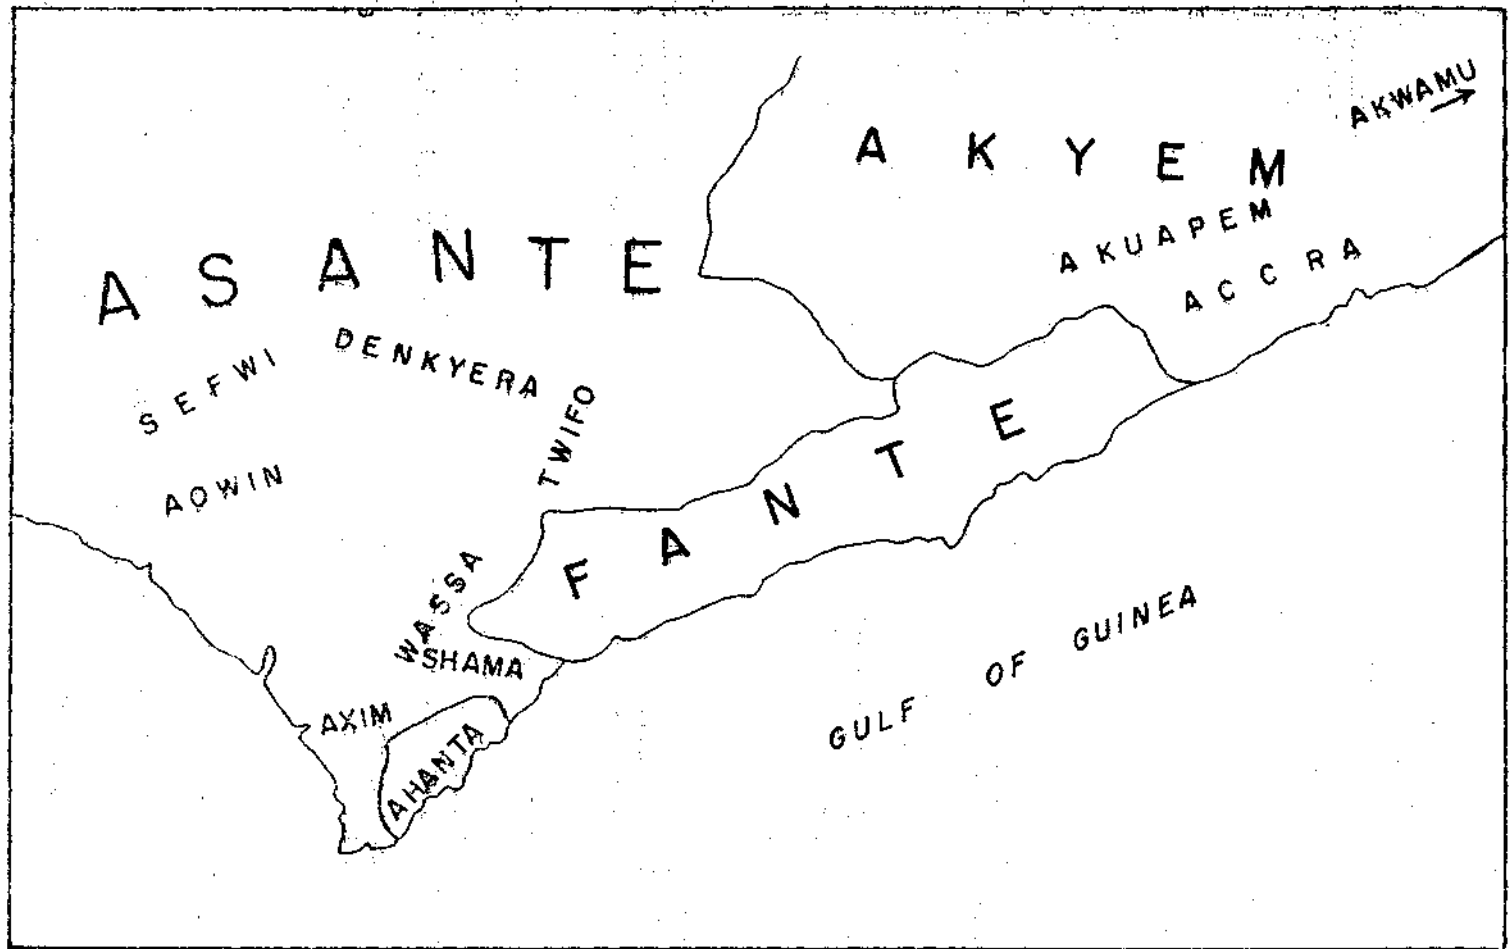 AKWAMU
AKYEM
AKUAPEM
ACCRA
ASANTE
DENKYERA
SEFWI
TWIFO
AOWIN
FANTE
WASSA
SHAMA
AXIM
AHANTA
GULF OF GUINEA